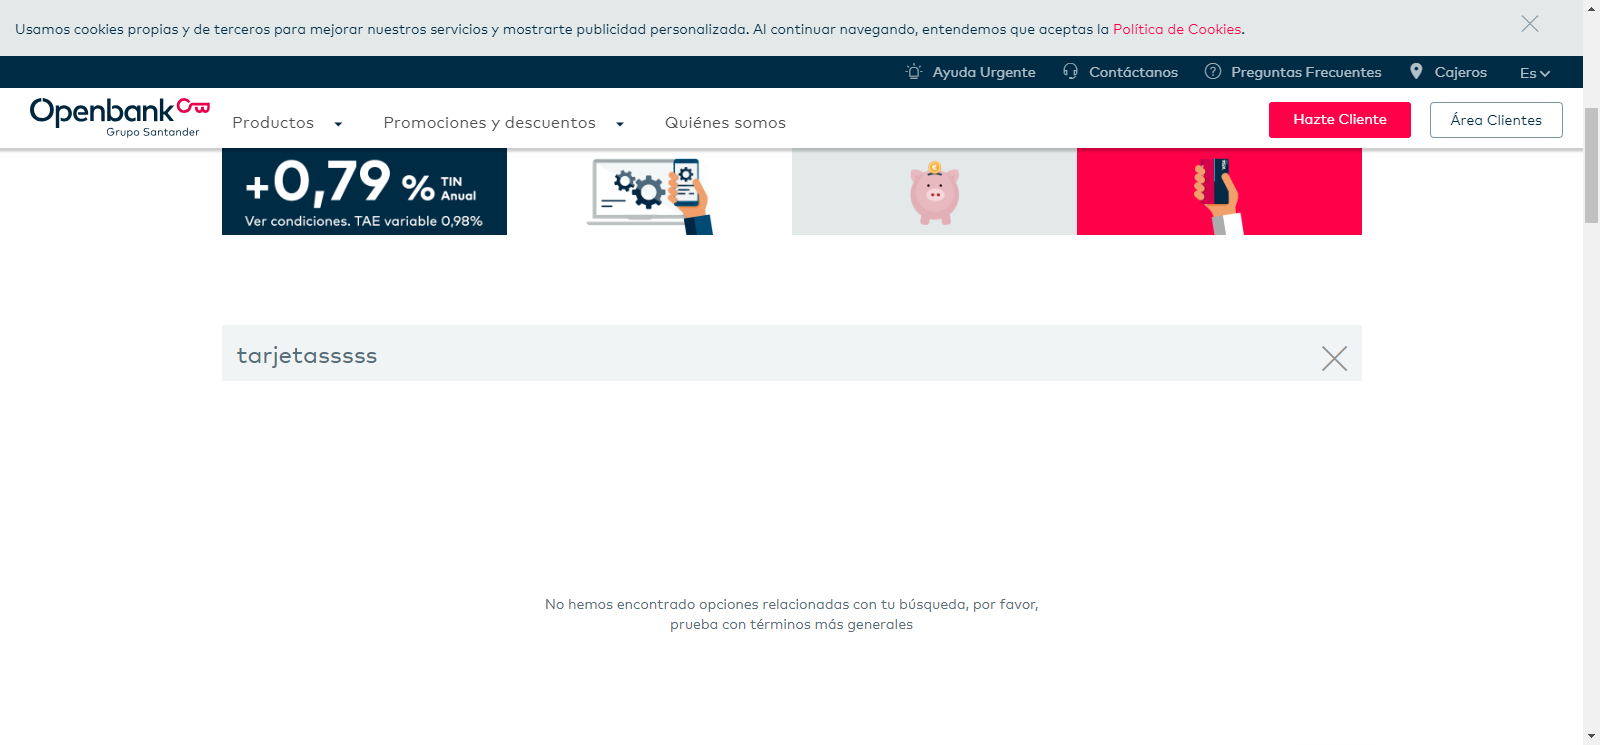 Usamos cookies propias y de terceros para mejorar nuestros servicios y mostrarte publicidad personalizada. Al continuar navegando, entendemos que aceptas la Política de Cookies.
Ayuda Urgente Contáctanos Preguntas Frecuentes Cajeros Es
Openbank
Grupo Santander
Productos Promociones y descuentos Quiénes somos Hazte Cliente Área Clientes
+0,79 % TIN Anual
Ver condiciones. TAE variable 0,98%
tarjetasssss
No hemos encontrado opciones relacionadas con tu búsqueda, por favor,
prueba con términos más generales